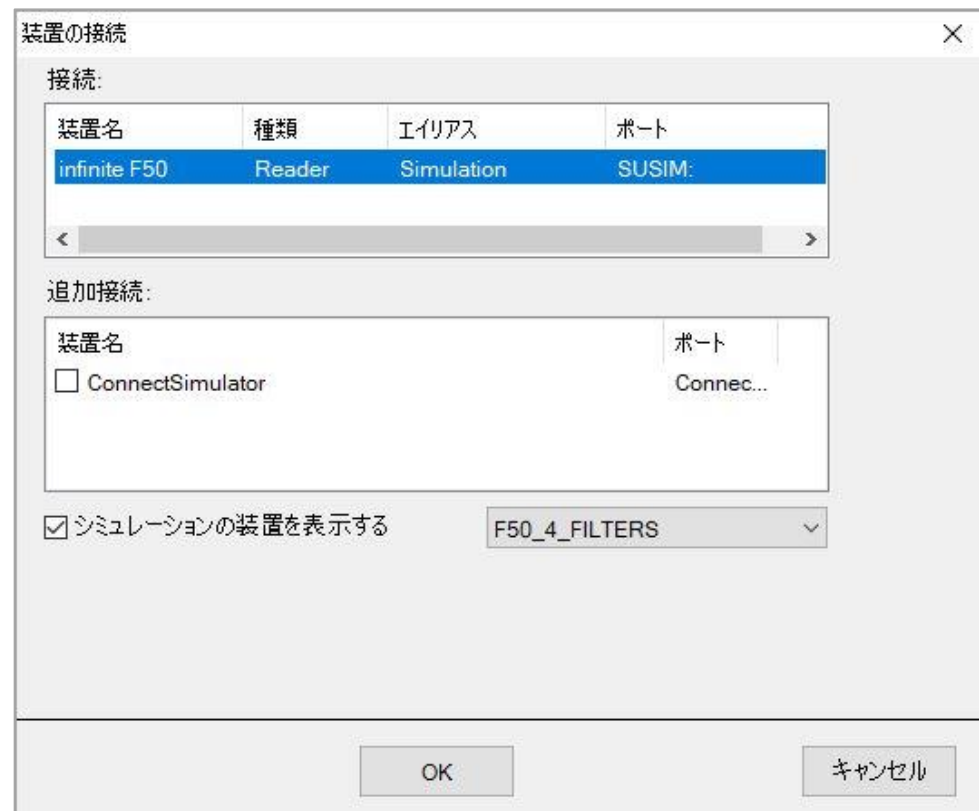 装置の接続
接続:
装置名 種類 エイリアス ポート
infinite F50 Reader Simulation SUSIM:
追加接続:
装置名 ポート
ConnectSimulator Connec...
シミュレーションの装置を表示する F50_4_FILTERS
OK キャンセル